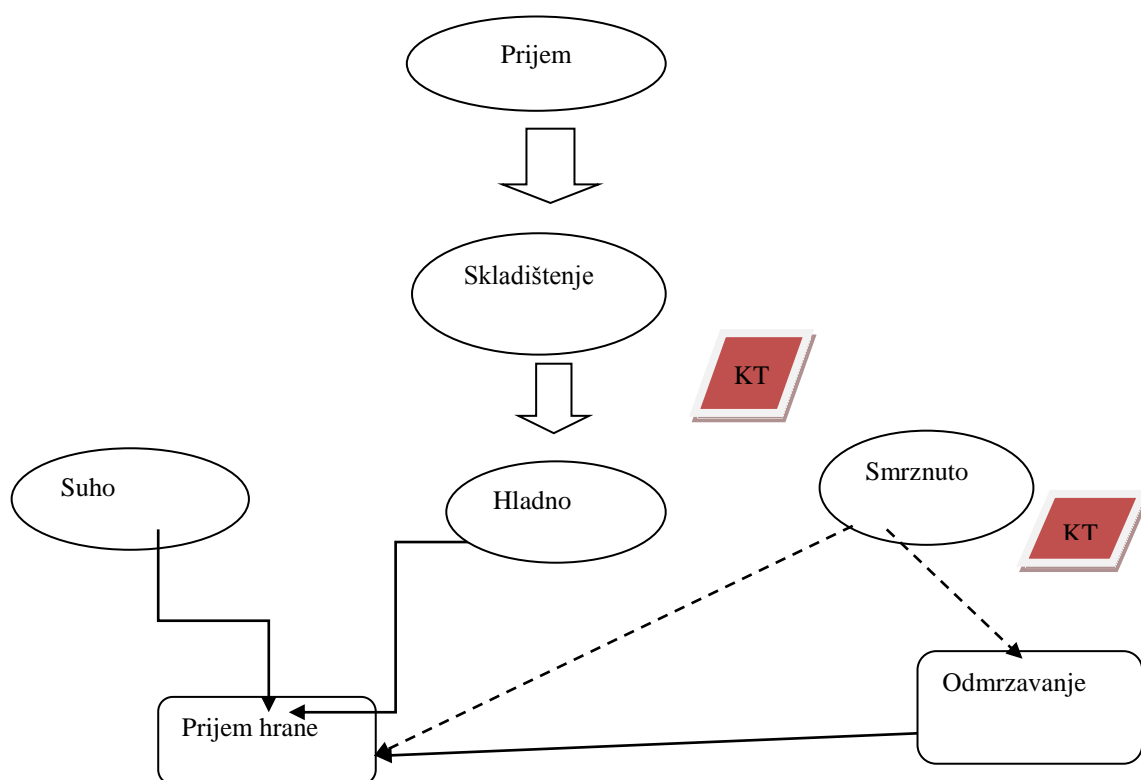 Prijem
Skladištenje
KT
Suho
Hladno
Smrznuto
KT
Prijem hrane
Odmrzavanje